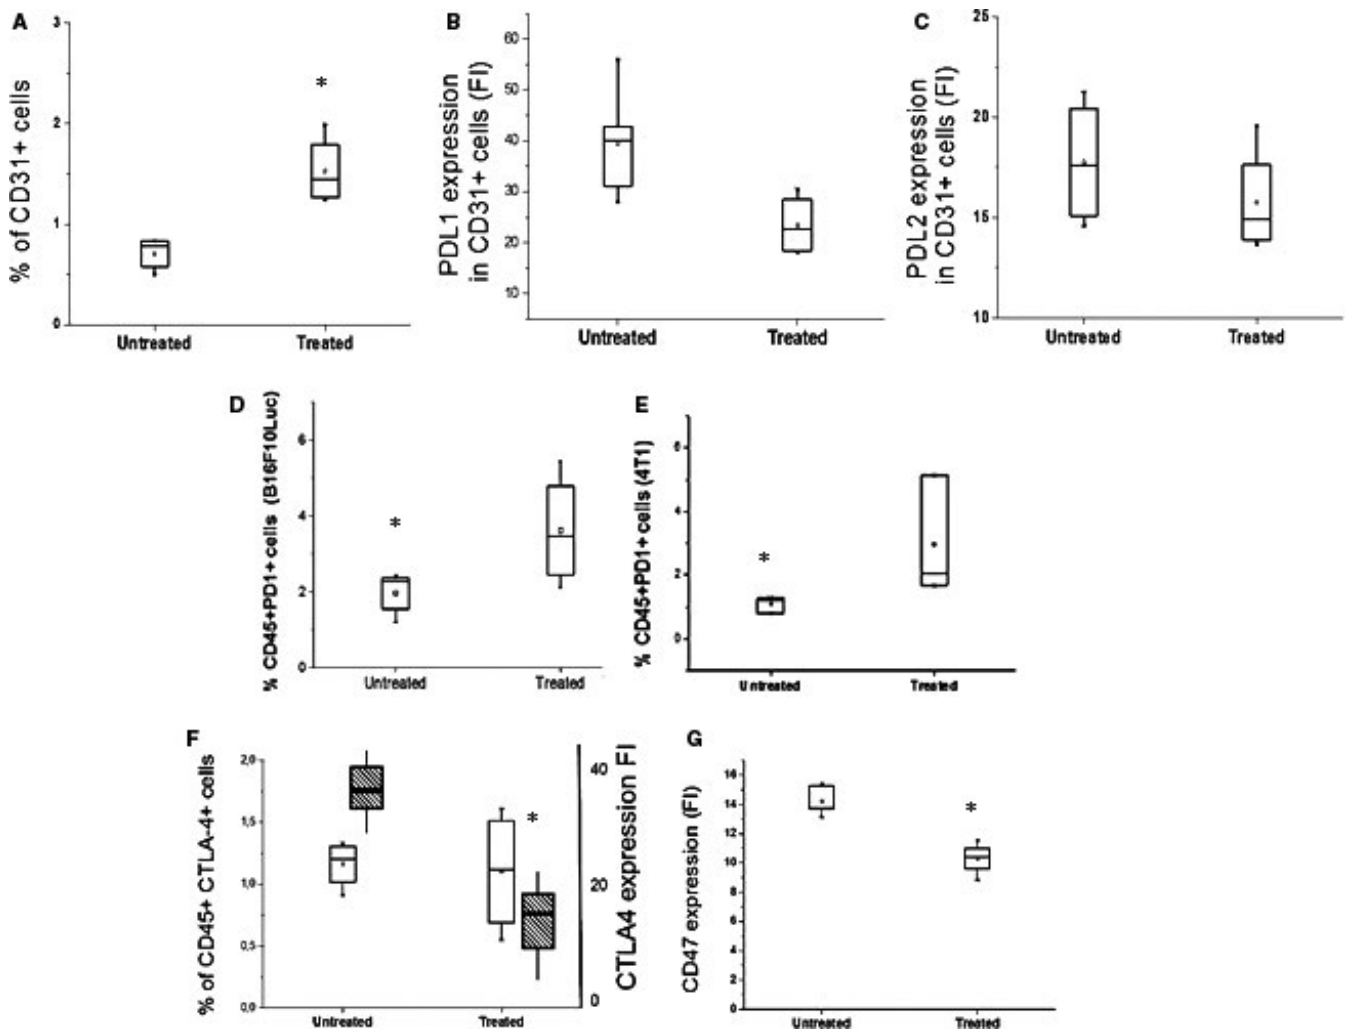 A
% of CD31+ cells
3
2
1
0
*
Untreated
Treated
B
PDL1 expression
in CD31+ cells (FI)
60
50
40
30
20
10
Untreated
Treated
C
PDL2 expression
in CD31+ cells (FI)
25
20
15
10
Untreated
Treated
D
% CD45+PD1+ cells (B16F10Luc)
6
4
2
0
*
Untreated
Treated
E
% CD45+PD1+ cells (4T1)
6
4
2
0
*
Untreated
Treated
F
% of CD45+ CTLA-4+ cells
2,0
1,5
1,0
0,5
0,0
*
CTLA4 expression FI
40
20
0
Untreated
Treated
G
CD47 expression (FI)
16
14
12
10
8
6
4
2
0
*
Untreated
Treated